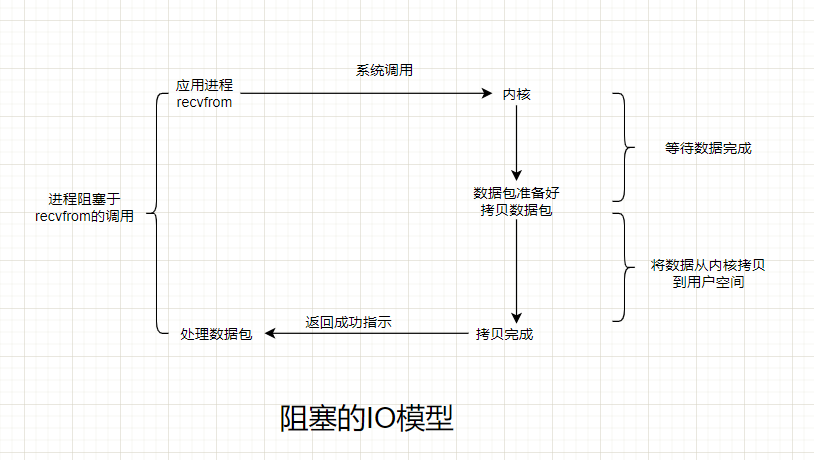 系统调用
应用进程
recvfrom
内核
等待数据完成
进程阻塞于
recvfrom的调用
数据包准备好
拷贝数据包
将数据从内核拷贝
到用户空间
返回成功指示
处理数据包
拷贝完成
阻塞的IO模型